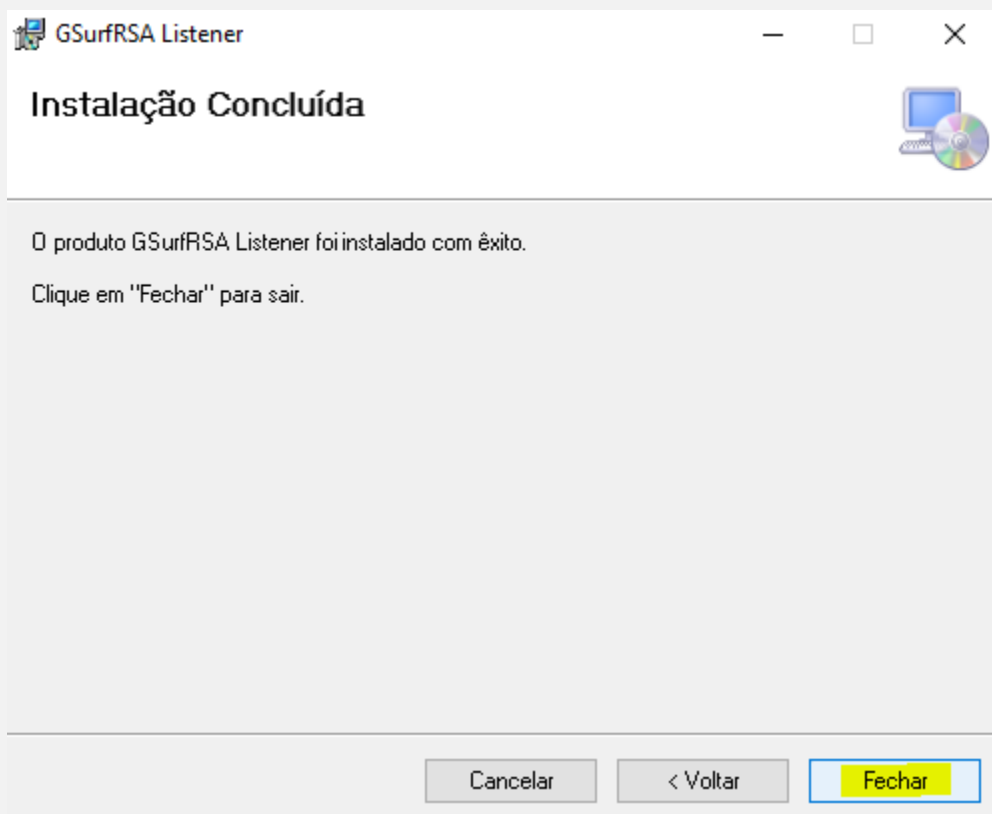 GSurfRSA Listener
Instalação Concluída
O produto GSurfRSA Listener foi instalado com êxito.
Clique em "Fechar" para sair.
Cancelar
< Voltar
Fechar